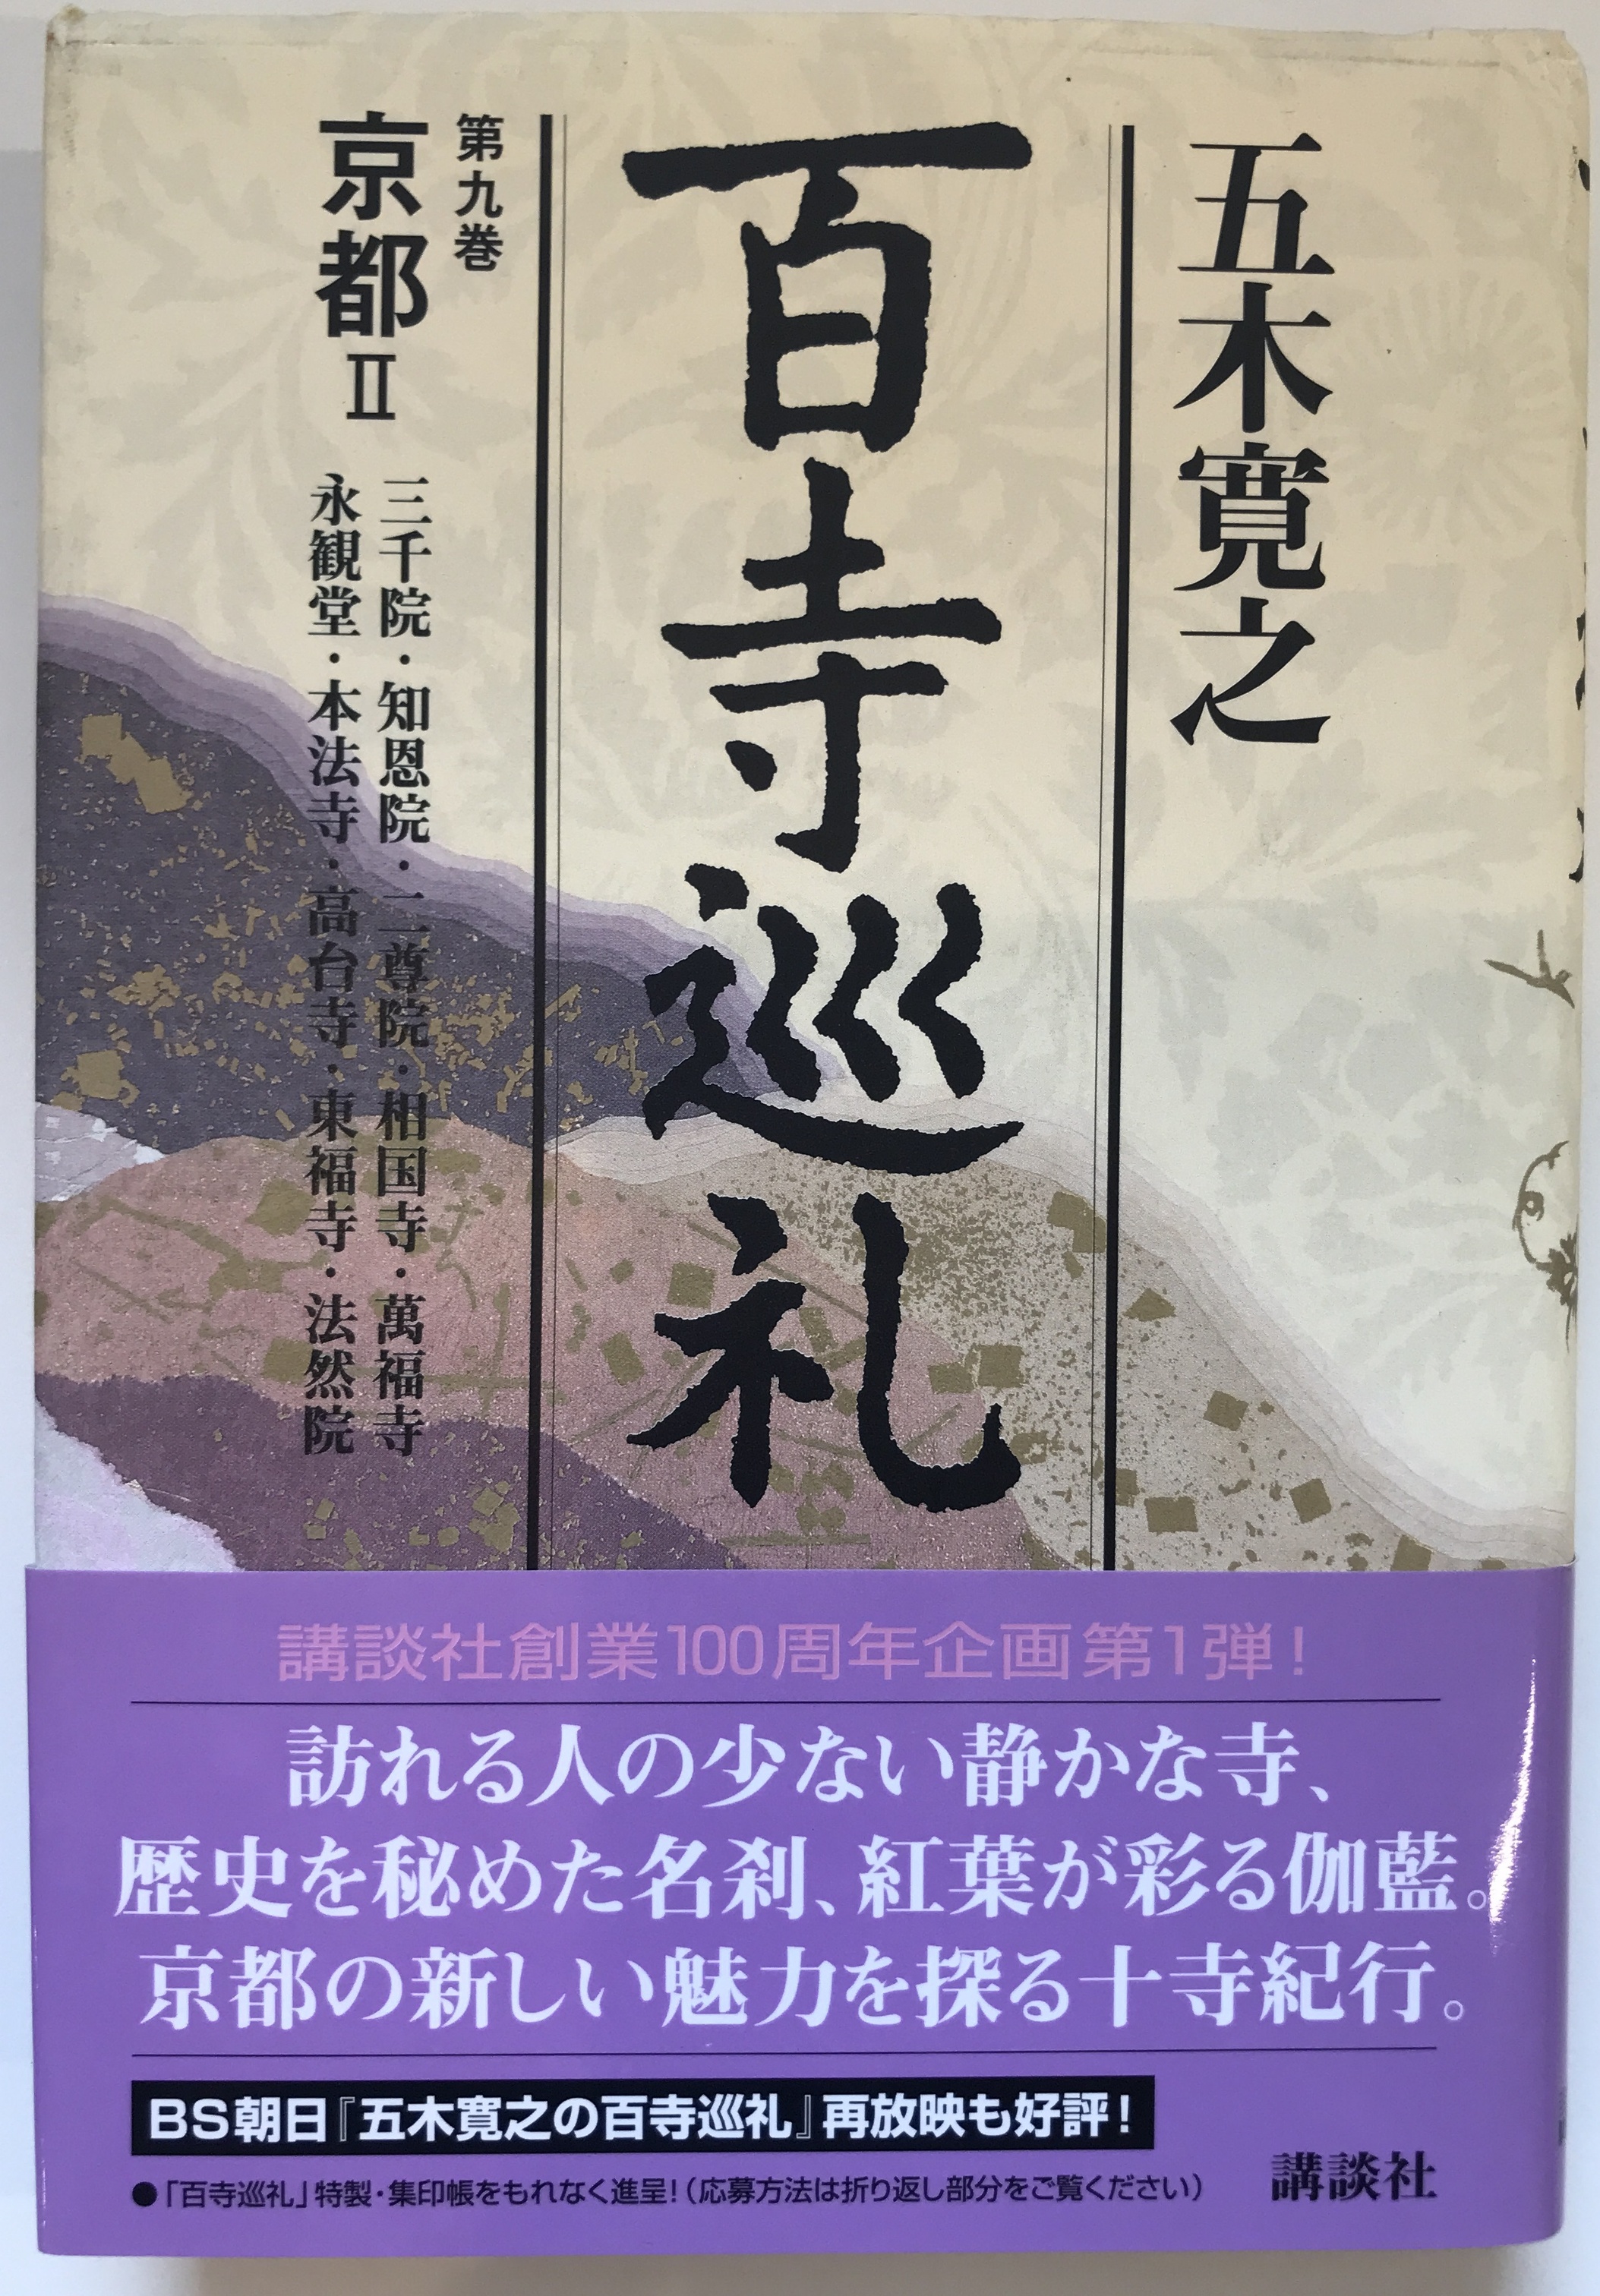 五木寛之
百寺巡礼
第九巻
京都Ⅱ
三千院・知恩院・二尊院・相国寺・萬福寺
永観堂・本法寺・高台寺・東福寺・法然院
講談社創業100周年企画第1弾!
訪れる人の少ない静かな寺、
歴史を秘めた名刹、紅葉が彩る伽藍。
京都の新しい魅力を探る十寺紀行。
BS朝日『五木寛之の百寺巡礼』再放映も好評!
●「百寺巡礼」特製・集印帳をもれなく進呈!(応募方法は折り返し部分をご覧ください)
講談社